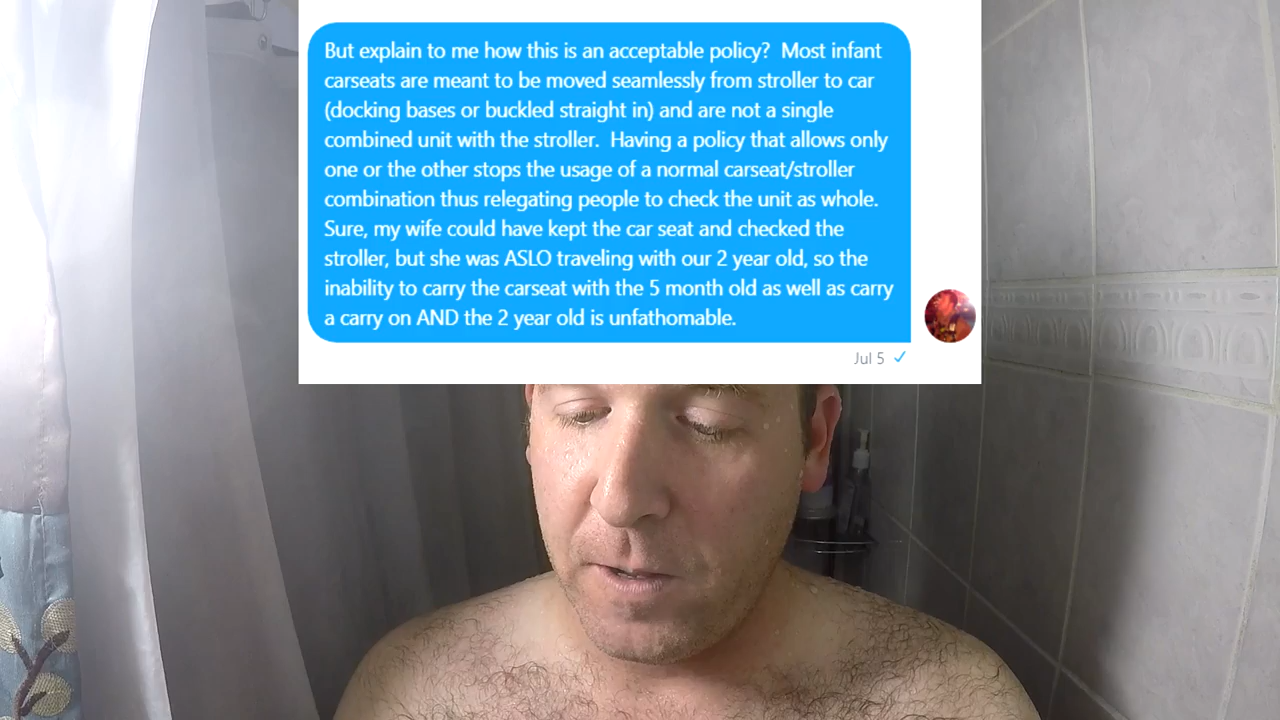 But explain to me how this is an acceptable policy?  Most infant
carseats are meant to be moved seamlessly from stroller to car
(docking bases or buckled straight in) and are not a single
combined unit with the stroller.  Having a policy that allows only
one or the other stops the usage of a normal carseat/stroller
combination thus relegating people to check the unit as whole.
Sure, my wife could have kept the car seat and checked the
stroller, but she was ASLO traveling with our 2 year old, so the
inability to carry the carseat with the 5 month old as well as carry
a carry on AND the 2 year old is unfathomable.
Jul 5 ✓